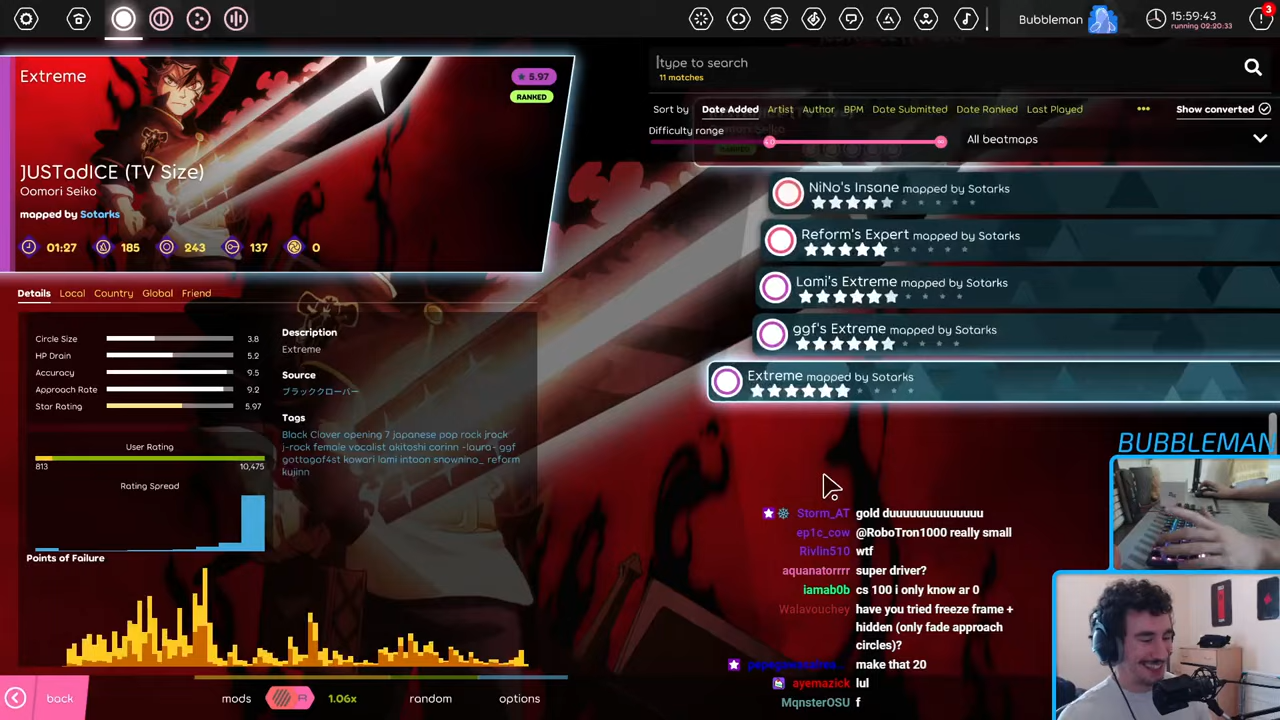 Bubbleman
15:59:43
running 02:20:33
3
Extreme
5.97
RANKED
JUSTadICE (TV Size)
Oomori Seiko
mapped by Sotarks
01:27 185 243 137 0
type to search
11 matches
Sort by Date Added Artist Author BPM Date Submitted Date Ranked Last Played ••• Show converted
Difficulty range
All beatmaps
NiNo's Insane mapped by Sotarks
Reform's Expert mapped by Sotarks
Lami's Extreme mapped by Sotarks
ggf's Extreme mapped by Sotarks
Extreme mapped by Sotarks
Details Local Country Global Friend
Circle Size 3.8
HP Drain 5.2
Accuracy 9.5
Approach Rate 9.2
Star Rating 5.97
User Rating
813 10,475
Rating Spread
Points of Failure
Description
Extreme
Source
ブラッククローバー
Tags
Black Clover opening 7 japanese pop rock jrock
j-rock female vocalist akitoshi corinn -laura- ggf
gottagof4st kowari lami intoon snownino_ reform
kujinn
BUBBLEMAN
Storm_AT gold duuuuuuuuuuuuuu
ep1c_cow @RoboTron1000 really small
Rivlin510 wtf
aquanatorrrr super driver?
iamab0b cs 100 i only know ar 0
Walavouchey have you tried freeze frame +
hidden (only fade approach
circles)?
make that 20
ayemazick lul
MqnsterOSU f
back
mods
1.06x
random
options